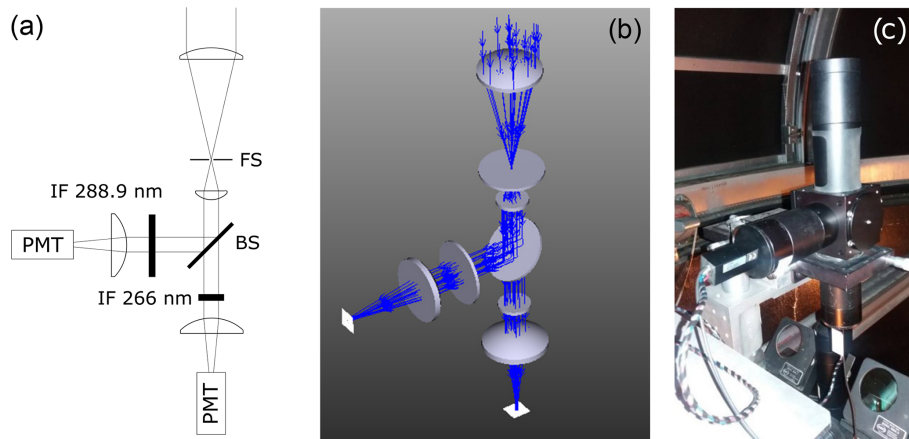 (a)
(b)
(c)
FS
IF 288.9 nm
PMT
BS
IF 266 nm
PMT